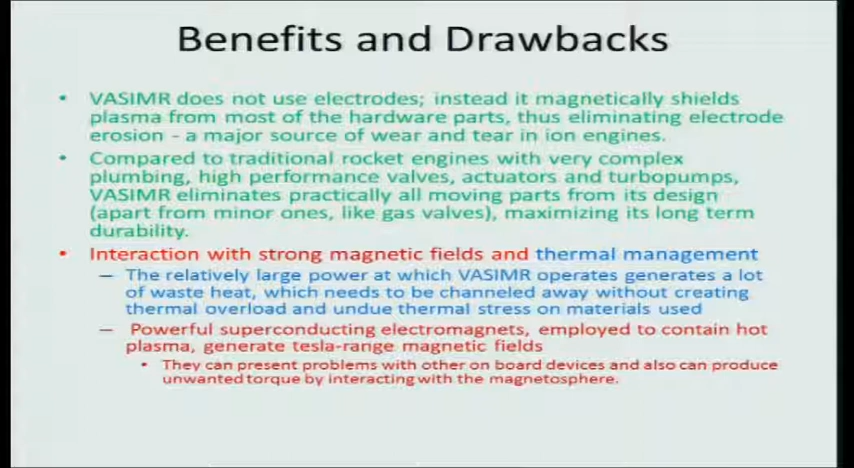 Benefits and Drawbacks
• VASIMR does not use electrodes; instead it magnetically shields
plasma from most of the hardware parts, thus eliminating electrode
erosion - a major source of wear and tear in ion engines.
• Compared to traditional rocket engines with very complex
plumbing, high performance valves, actuators and turbopumps,
VASIMR eliminates practically all moving parts from its design
(apart from minor ones, like gas valves), maximizing its long term
durability.
• Interaction with strong magnetic fields and thermal management
– The relatively large power at which VASIMR operates generates a lot
of waste heat, which needs to be channeled away without creating
thermal overload and undue thermal stress on materials used
– Powerful superconducting electromagnets, employed to contain hot
plasma, generate tesla-range magnetic fields
• They can present problems with other on board devices and also can produce
unwanted torque by interacting with the magnetosphere.